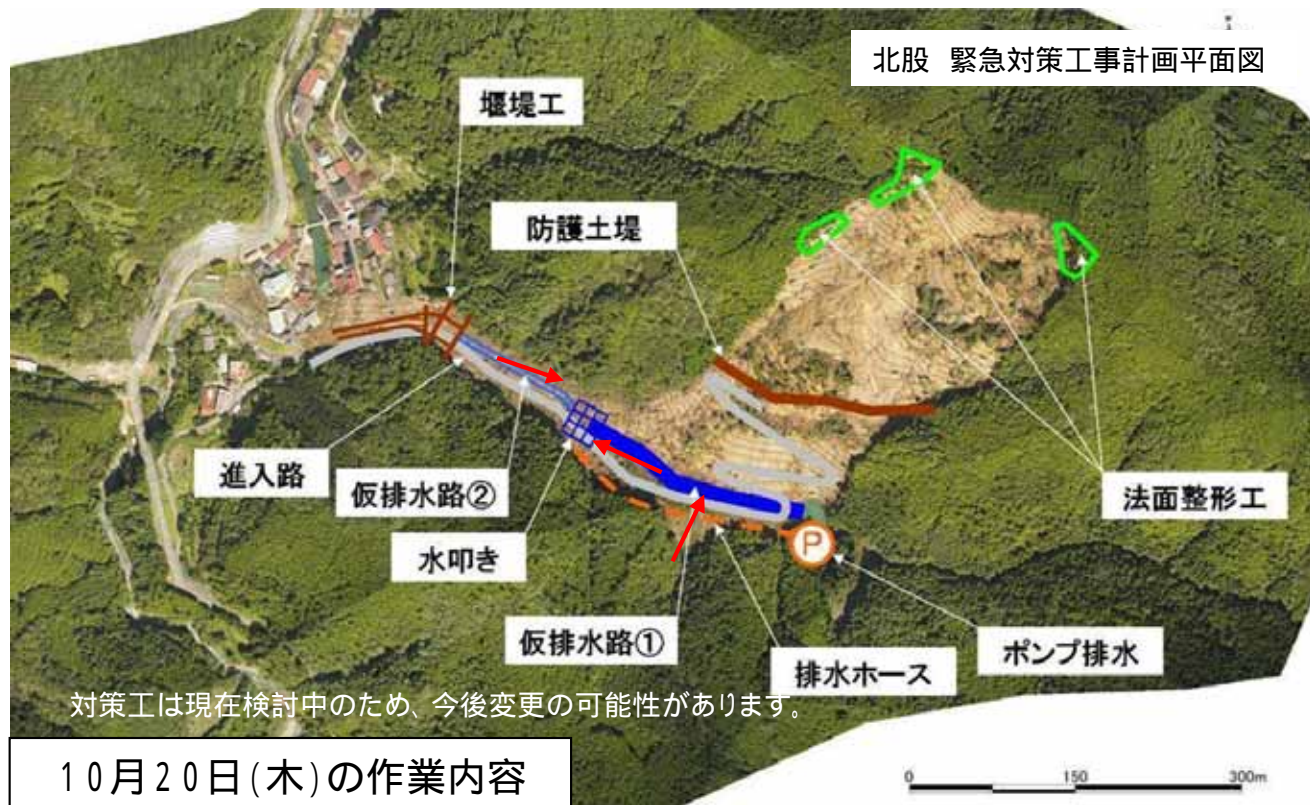 北股 緊急対策工事計画平面図
堰堤工
防護土堤
進入路
仮排水路②
水叩き
法面整形工
P
仮排水路①
排水ホース
ポンプ排水
対策工は現在検討中のため、今後変更の可能性があります。
10月20日(木)の作業内容
0 150 300m